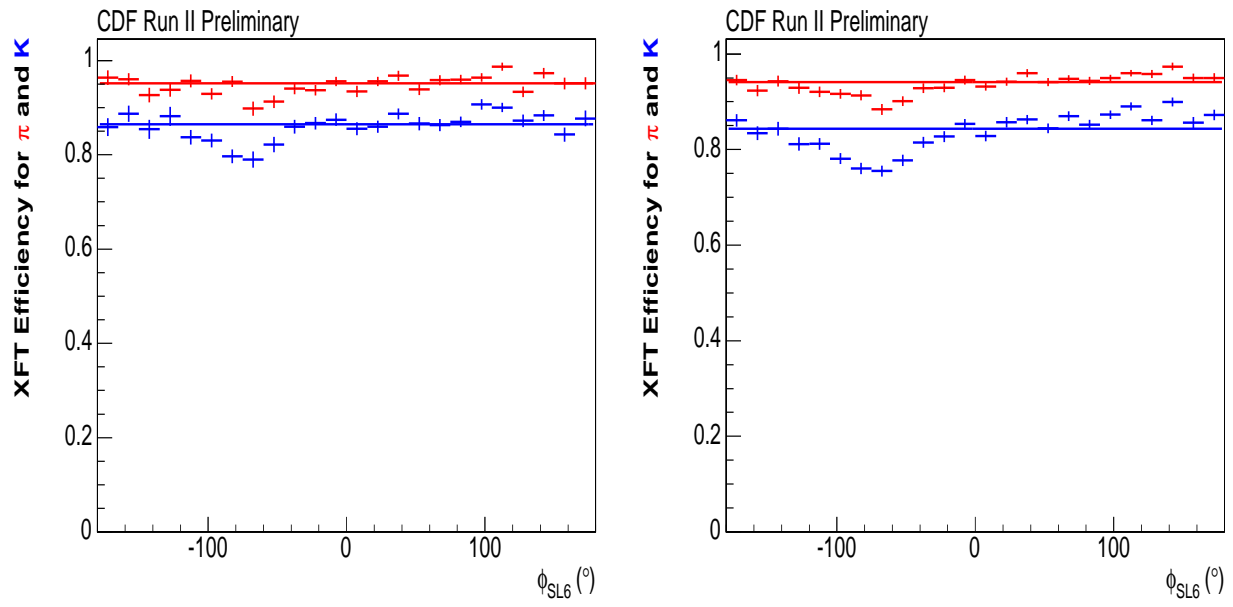 CDF Run II Preliminary
XFT Efficiency for π and K
1
0.8
0.6
0.4
0.2
0
-100 0 100
ϕSL6 (°)
CDF Run II Preliminary
XFT Efficiency for π and K
1
0.8
0.6
0.4
0.2
0
-100 0 100
ϕSL6 (°)